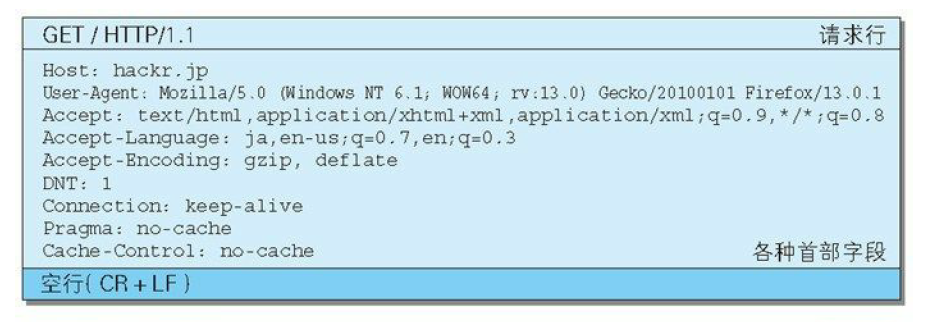 GET / HTTP/1.1 请求行
Host: hackr.jp
User-Agent: Mozilla/5.0 (Windows NT 6.1; WOW64; rv:13.0) Gecko/20100101 Firefox/13.0.1
Accept: text/html,application/xhtml+xml,application/xml;q=0.9,*/*;q=0.8
Accept-Language: ja,en-us;q=0.7,en;q=0.3
Accept-Encoding: gzip, deflate
DNT: 1
Connection: keep-alive
Pragma: no-cache
Cache-Control: no-cache 各种首部字段
空行( CR + LF )